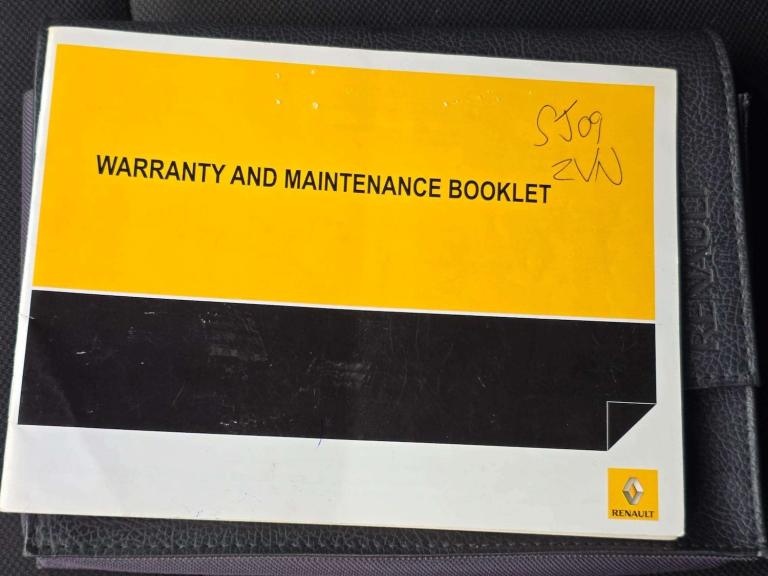 SJ09
ZVN
WARRANTY AND MAINTENANCE BOOKLET
RENAULT
RENAULT